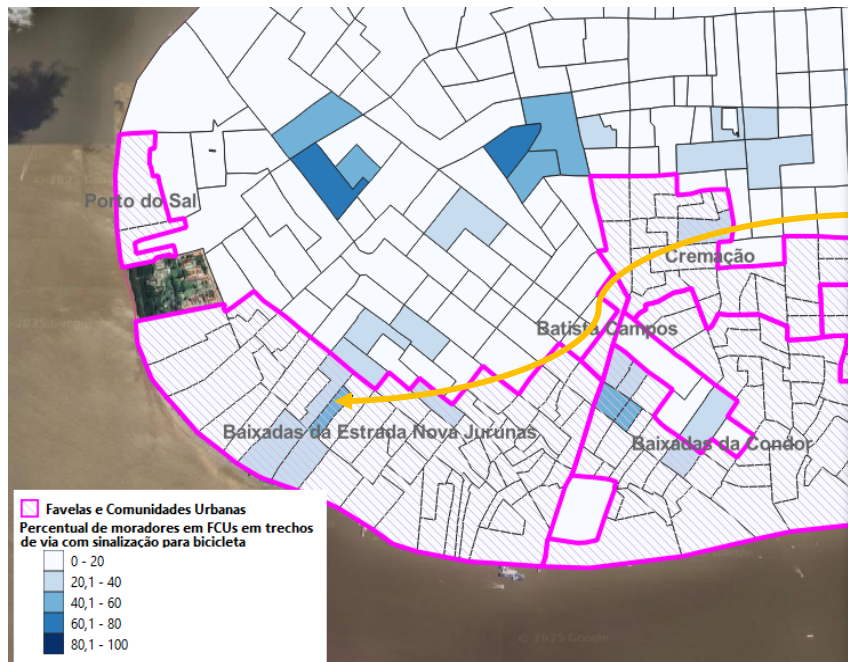 Porto do Sal
Cremação
Batista Campos
Baixadas da Estrada Nova Jurunas
Baixadas da Condor
Favelas e Comunidades Urbanas
Percentual de moradores em FCUs em trechos
de via com sinalização para bicicleta
0 - 20
20,1 - 40
40,1 - 60
60,1 - 80
80,1 - 100
© 2025 Google